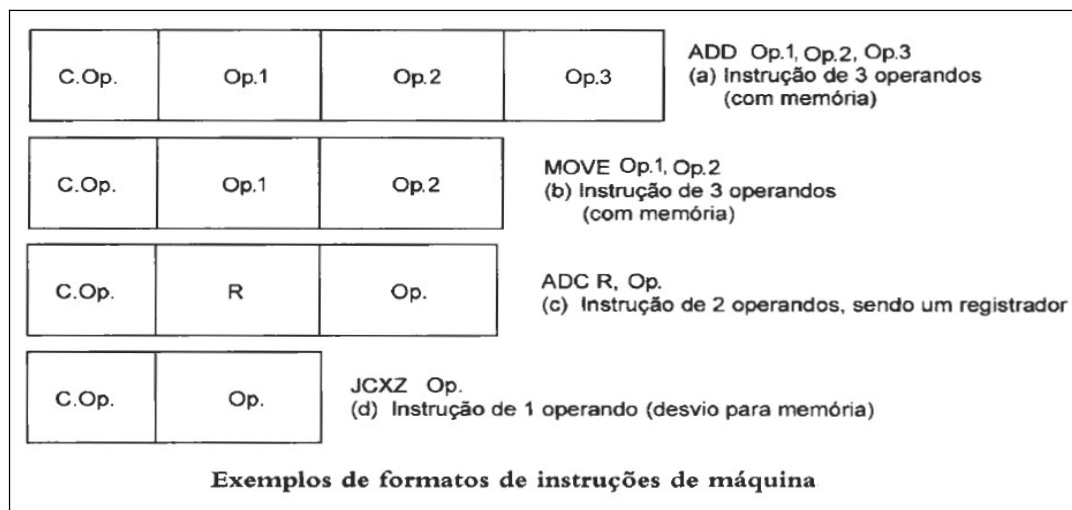 C.Op. Op.1 Op.2 Op.3
ADD Op.1, Op.2, Op.3
(a) Instrução de 3 operandos
(com memória)
C.Op. Op.1 Op.2
MOVE Op.1, Op.2
(b) Instrução de 3 operandos
(com memória)
C.Op. R Op.
ADC R, Op.
(c) Instrução de 2 operandos, sendo um registrador
C.Op. Op.
JCXZ Op.
(d) Instrução de 1 operando (desvio para memória)
Exemplos de formatos de instruções de máquina